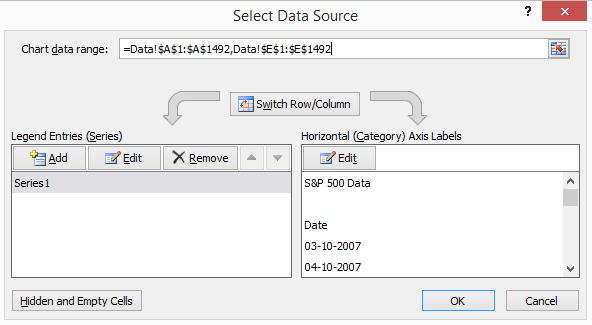 Select Data Source
? ×
Chart data range: =Data!$A$1:$A$1492,Data!$E$1:$E$1492
Switch Row/Column
Legend Entries (Series)
Add Edit Remove
Series1
Horizontal (Category) Axis Labels
Edit
S&P 500 Data
Date
03-10-2007
04-10-2007
Hidden and Empty Cells
OK Cancel